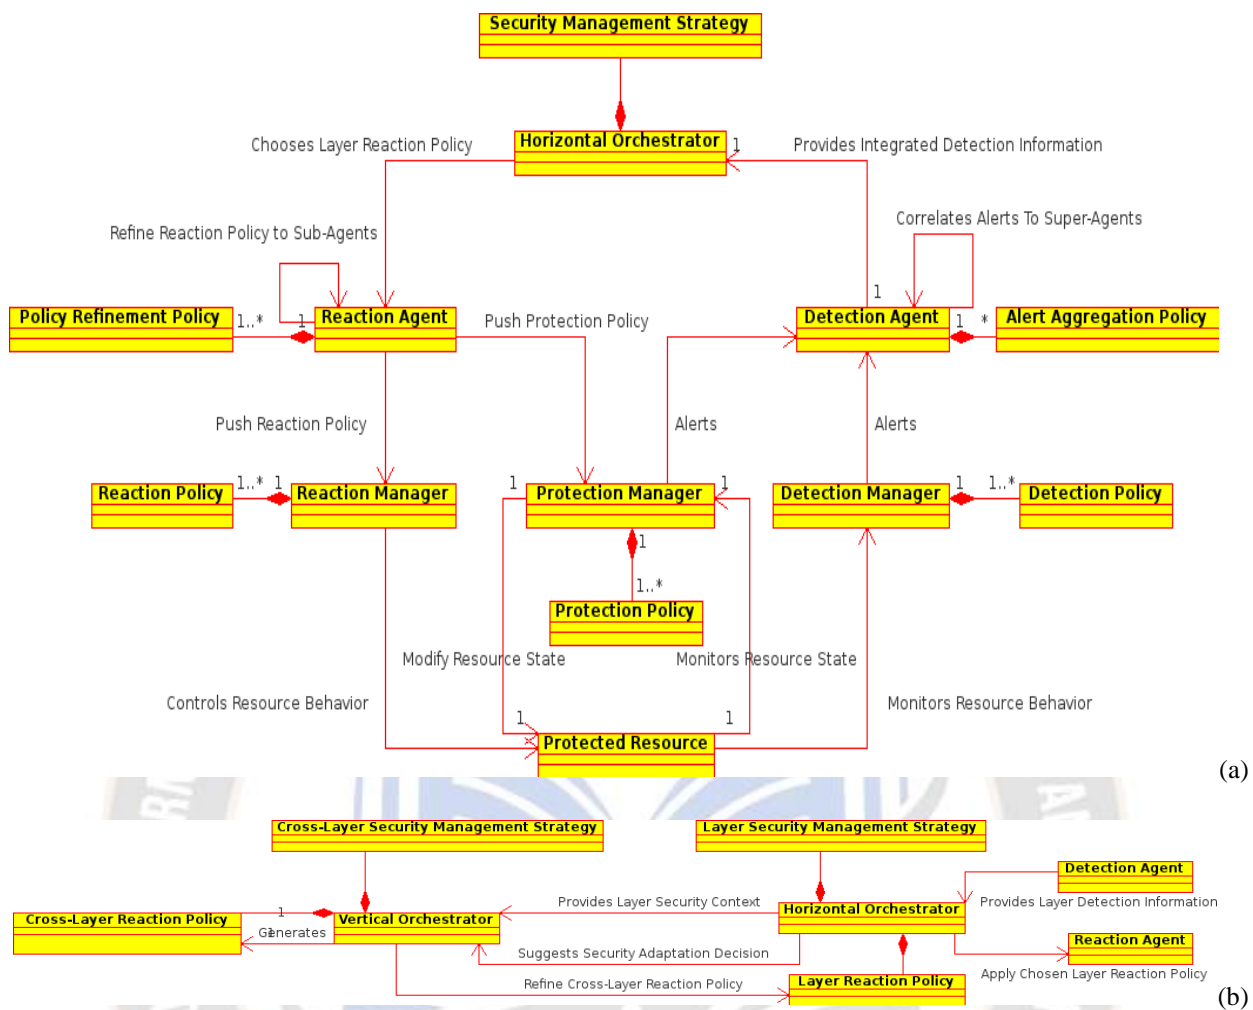 Security Management Strategy
Horizontal Orchestrator
Chooses Layer Reaction Policy
1
Provides Integrated Detection Information
Refine Reaction Policy to Sub-Agents
Correlates Alerts To Super-Agents
Policy Refinement Policy
1..*
1
Reaction Agent
Push Protection Policy
1
Detection Agent
1
*
Alert Aggregation Policy
Push Reaction Policy
Alerts
Alerts
Reaction Policy
1..*
1
Reaction Manager
1
Protection Manager
1
Detection Manager
1
1..*
Detection Policy
1
1..*
Protection Policy
Modify Resource State
Monitors Resource State
Controls Resource Behavior
Monitors Resource Behavior
1
1
Protected Resource
(a)
Cross-Layer Security Management Strategy
Layer Security Management Strategy
Detection Agent
Provides Layer Security Context
Provides Layer Detection Information
Cross-Layer Reaction Policy
1
Vertical Orchestrator
Horizontal Orchestrator
Generates
1
Reaction Agent
Suggests Security Adaptation Decision
Apply Chosen Layer Reaction Policy
Refine Cross-Layer Reaction Policy
Layer Reaction Policy
(b)